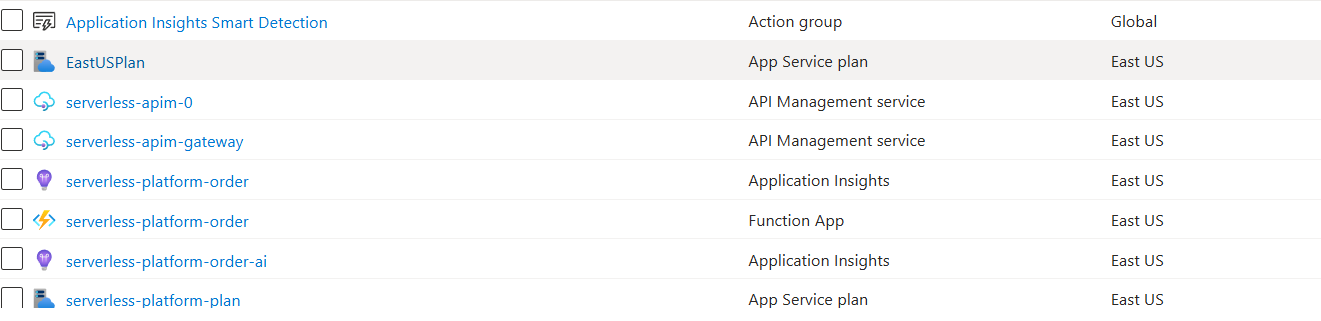 Application Insights Smart Detection Action group Global
EastUSPlan App Service plan East US
serverless-apim-0 API Management service East US
serverless-apim-gateway API Management service East US
serverless-platform-order Application Insights East US
serverless-platform-order Function App East US
serverless-platform-order-ai Application Insights East US
serverless-platform-plan App Service plan East US